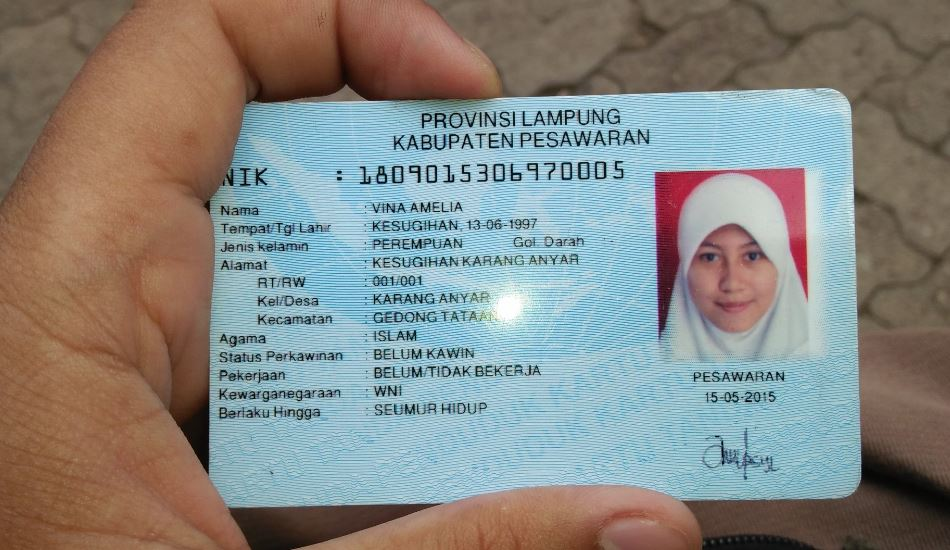 PROVINSI LAMPUNG
KABUPATEN PESAWARAN
NIK : 1809015306970005
Nama : VINA AMELIA
Tempat/Tgl Lahir : KESUGIHAN, 13-06-1997
Jenis kelamin : PEREMPUAN Gol. Darah :
Alamat : KESUGIHAN KARANG ANYAR
RT/RW : 001/001
Kel/Desa : KARANG ANYAR
Kecamatan : GEDONG TATAAN
Agama : ISLAM
Status Perkawinan : BELUM KAWIN
Pekerjaan : BELUM/TIDAK BEKERJA
Kewarganegaraan : WNI
Berlaku Hingga : SEUMUR HIDUP
PESAWARAN
15-05-2015